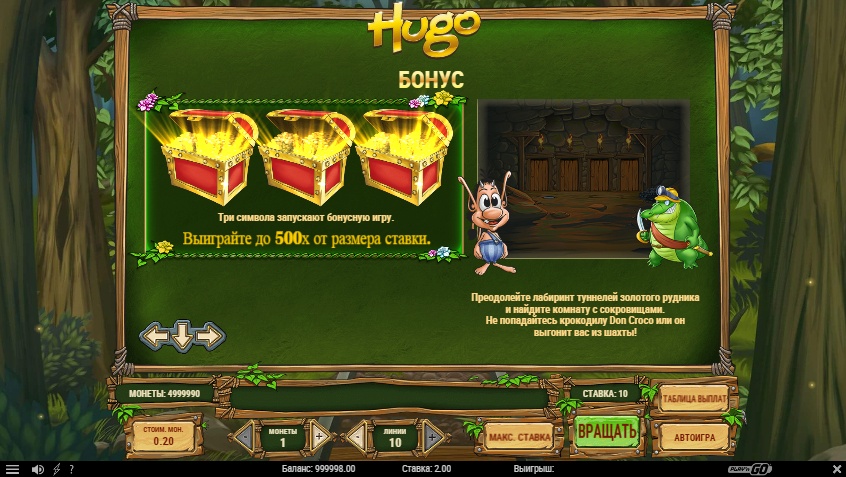 Hugo
БОНУС
Три символа запускают бонусную игру.
Выиграйте до 500x от размера ставки.
Преодолейте лабиринт туннелей золотого рудника
и найдите комнату с сокровищами.
Не попадайтесь крокодилу Don Croco или он
выгонит вас из шахты!
МОНЕТЫ: 4999990
СТАВКА: 10
ТАБЛИЦА ВЫПЛАТ
СТОИМ. МОН.
0.20
МОНЕТЫ
1
ЛИНИИ
10
МАКС. СТАВКА
ВРАЩАТЬ
АВТОИГРА
?
Баланс: 999998.00
Ставка: 2.00
Выигрыш:
PLAY'N GO